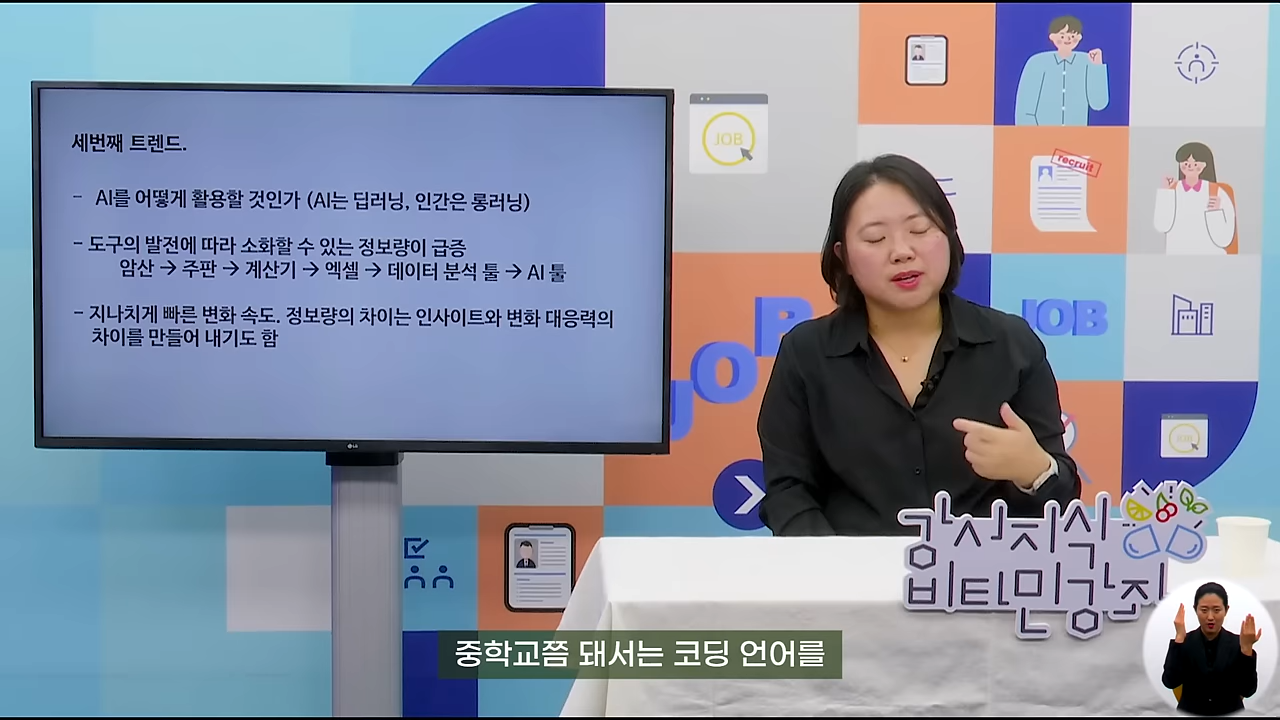 세번째 트렌드.
- AI를 어떻게 활용할 것인가 (AI는 딥러닝, 인간은 롱러닝)
- 도구의 발전에 따라 소화할 수 있는 정보량이 급증
암산 → 주판 → 계산기 → 엑셀 → 데이터 분석 툴 → AI 툴
- 지나치게 빠른 변화 속도. 정보량의 차이는 인사이트와 변화 대응력의
차이를 만들어 내기도 함
LG
JOB
recruit
JOB
JOB
JOB
강서지식
비타민강좌
중학교쯤 돼서는 코딩 언어를